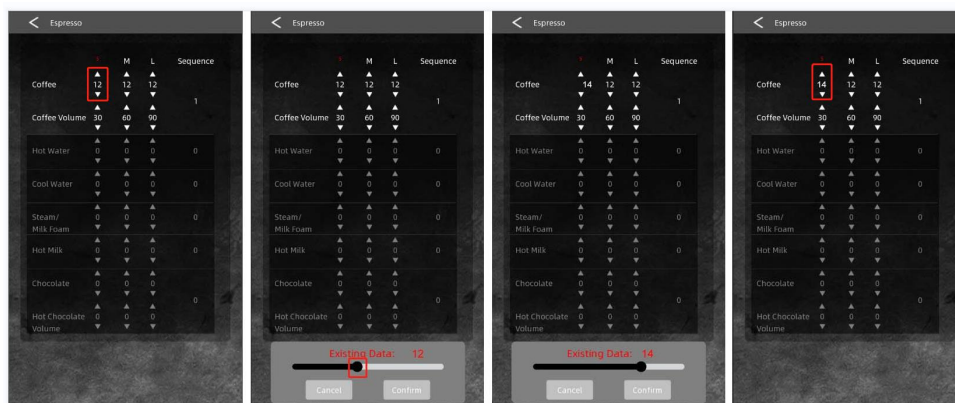 Espresso
M L Sequence
Coffee 12 12 12
1
Coffee Volume 30 60 90
Hot Water 0 0 0 0
Cool Water 0 0 0 0
Steam/
Milk Foam 0 0 0 0
Hot Milk 0 0 0 0
Chocolate 0 0 0
0
Hot Chocolate
Volume 0 0 0
Espresso
M L Sequence
Coffee 12 12 12
1
Coffee Volume 30 60 90
Hot Water 0 0 0 0
Cool Water 0 0 0 0
Steam/
Milk Foam 0 0 0 0
Hot Milk 0 0 0 0
Chocolate 0 0 0
0
Hot Chocolate
Volume 0 0 0
Existing Data: 12
Cancel Confirm
Espresso
M L Sequence
Coffee 14 12 12
1
Coffee Volume 30 60 90
Hot Water 0 0 0 0
Cool Water 0 0 0 0
Steam/
Milk Foam 0 0 0 0
Hot Milk 0 0 0 0
Chocolate 0 0 0
0
Hot Chocolate
Volume 0 0 0
Existing Data: 14
Cancel Confirm
Espresso
M L Sequence
Coffee 14 12 12
1
Coffee Volume 30 60 90
Hot Water 0 0 0 0
Cool Water 0 0 0 0
Steam/
Milk Foam 0 0 0 0
Hot Milk 0 0 0 0
Chocolate 0 0 0
0
Hot Chocolate
Volume 0 0 0